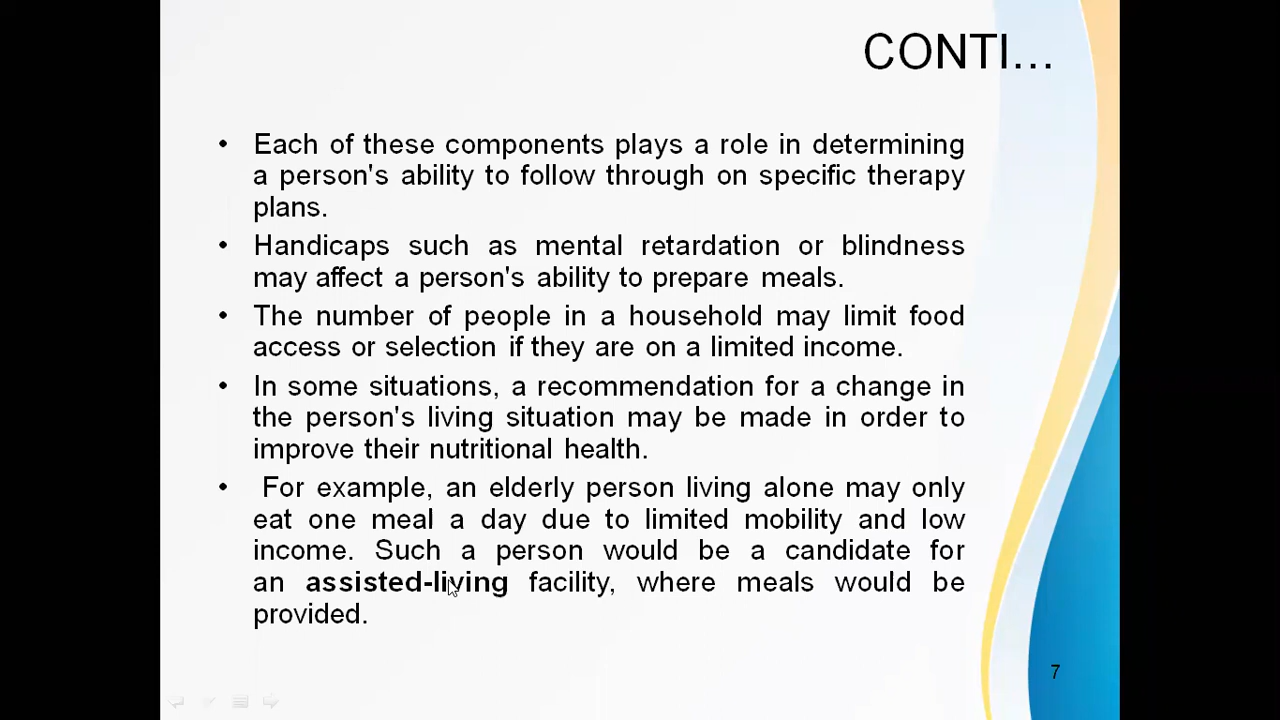 CONTI...
• Each of these components plays a role in determining
a person's ability to follow through on specific therapy
plans.
• Handicaps such as mental retardation or blindness
may affect a person's ability to prepare meals.
• The number of people in a household may limit food
access or selection if they are on a limited income.
• In some situations, a recommendation for a change in
the person's living situation may be made in order to
improve their nutritional health.
• For example, an elderly person living alone may only
eat one meal a day due to limited mobility and low
income. Such a person would be a candidate for
an assisted-living facility, where meals would be
provided.
7